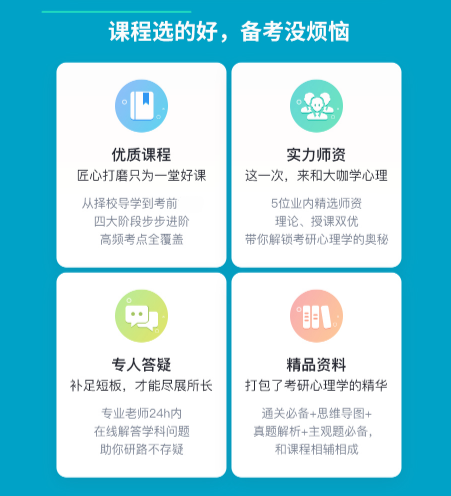 课程选的好，备考没烦恼
优质课程
匠心打磨只为一堂好课
从择校导学到考前
四大阶段步步进阶
高频考点全覆盖
实力师资
这一次，来和大咖学心理
5位业内精选师资
理论、授课双优
带你解锁考研心理学的奥秘
专人答疑
补足短板，才能尽展所长
专业老师24h内
在线解答学科问题
助你研路不存疑
精品资料
打包了考研心理学的精华
通关必备+思维导图+
真题解析+主观题必备，
和课程相辅相成